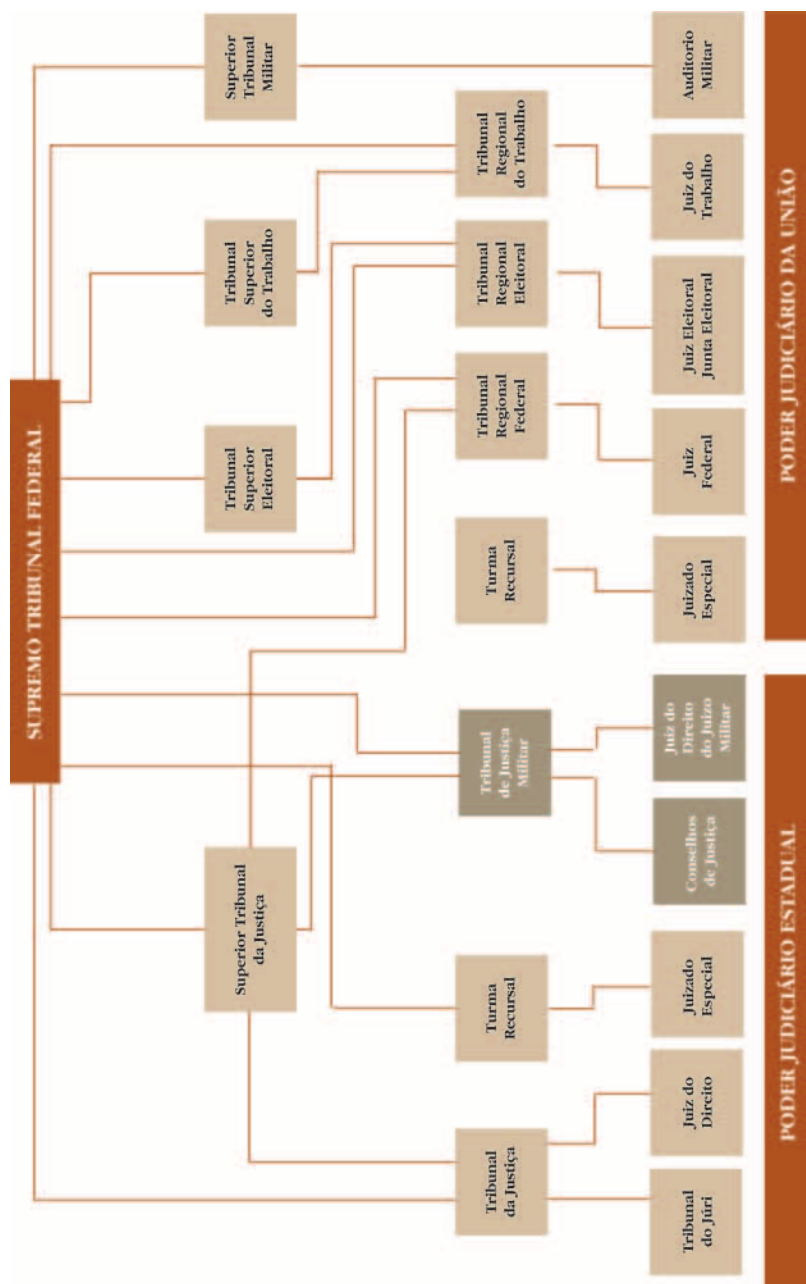 SUPREMO TRIBUNAL FEDERAL
Superior Tribunal
da Justiça
Tribunal
Superior
Eleitoral
Tribunal
Superior
do Trabalho
Superior
Tribunal
Militar
Tribunal
da Justiça
Turma
Recursal
Tribunal
de Justiça
Militar
Turma
Recursal
Tribunal
Regional
Federal
Tribunal
Regional
Eleitoral
Tribunal
Regional
do Trabalho
Tribunal
do Júri
Juiz do
Direito
Juizado
Especial
Conselhos
de Justiça
Juiz do
Direito
do Juizo
Militar
Juizado
Especial
Juiz
Federal
Juiz Eleitoral
Junta Eleitoral
Juiz do
Trabalho
Auditorio
Militar
PODER JUDICIÁRIO ESTADUAL
PODER JUDICIÁRIO DA UNIÃO